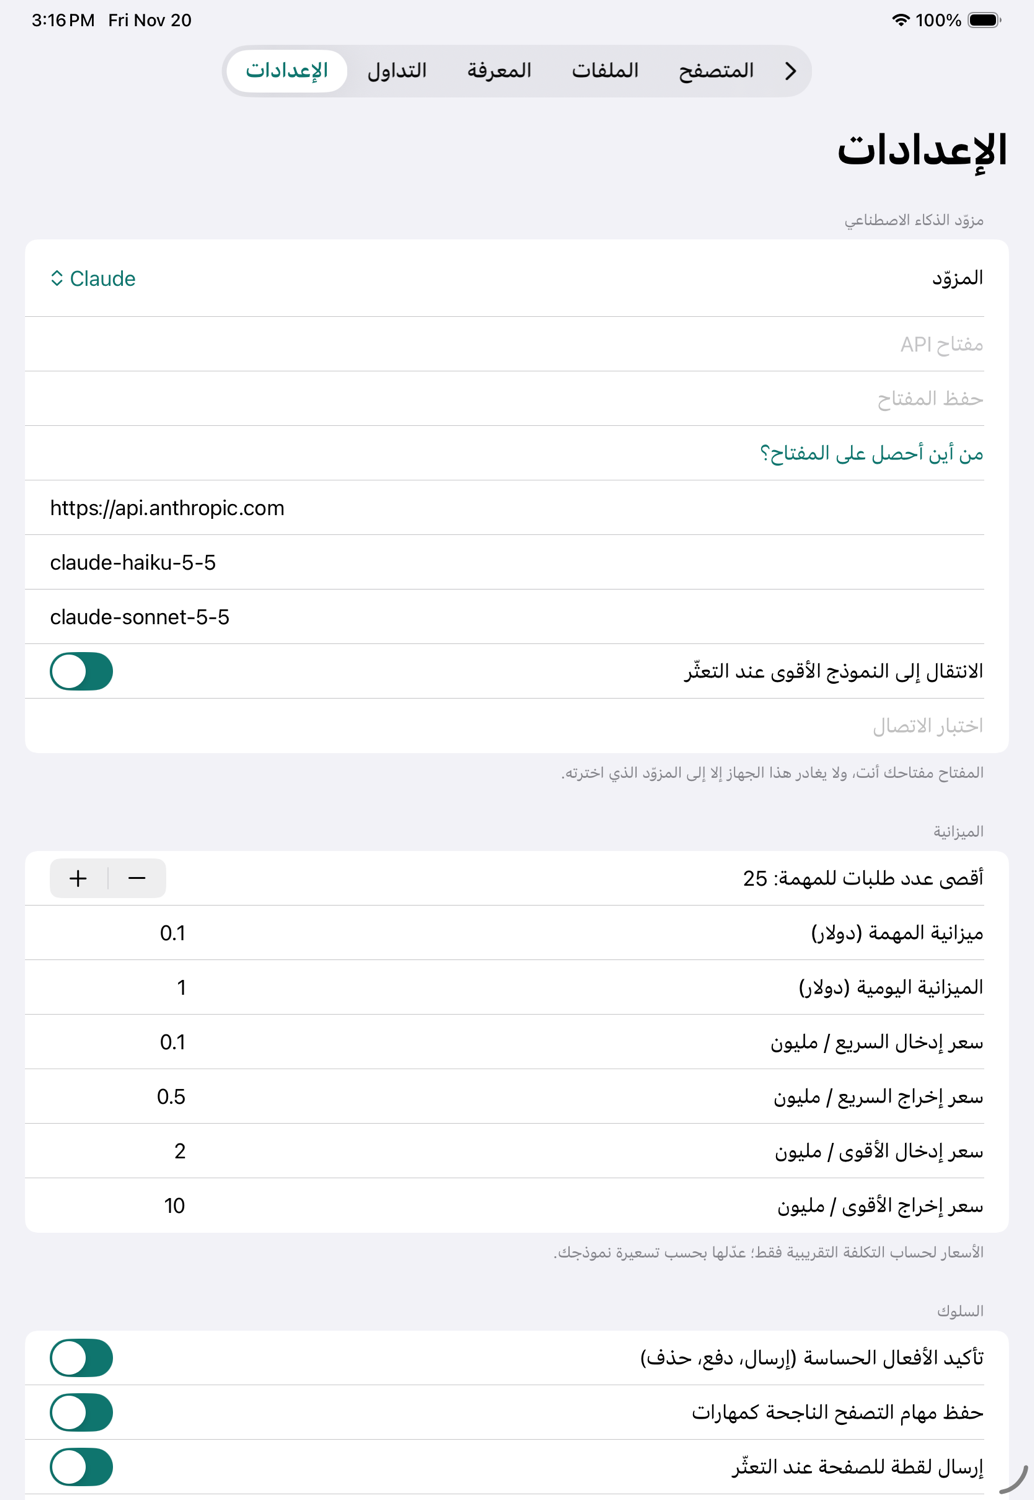 3:16 PM Fri Nov 20
100%
الإعدادات التداول المعرفة الملفات المتصفح
الإعدادات
مزوّد الذكاء الاصطناعي
المزوّد Claude
مفتاح API
حفظ المفتاح
من أين أحصل على المفتاح؟
https://api.anthropic.com
claude-haiku-5-5
claude-sonnet-5-5
الانتقال إلى النموذج الأقوى عند التعثّر
اختبار الاتصال
المفتاح مفتاحك أنت، ولا يغادر هذا الجهاز إلا إلى المزوّد الذي اخترته.
الميزانية
أقصى عدد طلبات للمهمة: 25 − +
ميزانية المهمة (دولار) 0.1
الميزانية اليومية (دولار) 1
سعر إدخال السريع / مليون 0.1
سعر إخراج السريع / مليون 0.5
سعر إدخال الأقوى / مليون 2
سعر إخراج الأقوى / مليون 10
الأسعار لحساب التكلفة التقريبية فقط؛ عدّلها بحسب تسعيرة نموذجك.
السلوك
تأكيد الأفعال الحساسة (إرسال، دفع، حذف)
حفظ مهام التصفح الناجحة كمهارات
إرسال لقطة للصفحة عند التعثّر